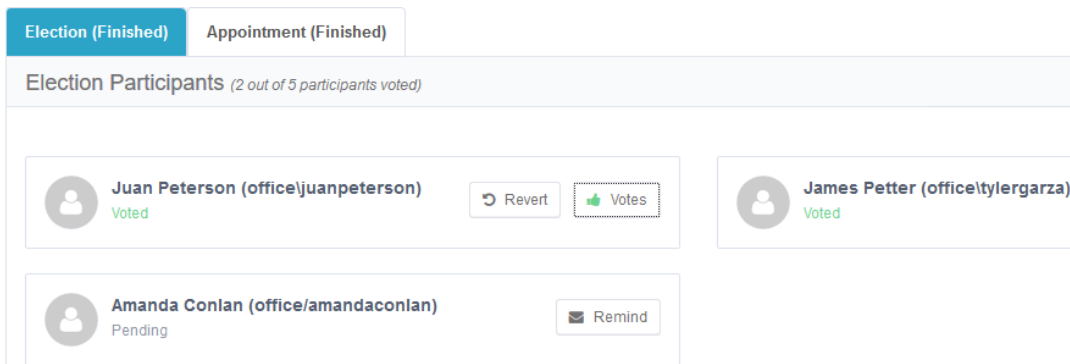 Election (Finished) Appointment (Finished)
Election Participants (2 out of 5 participants voted)
Juan Peterson (office\juanpeterson)
Voted
Revert
Votes
James Petter (office\tylergarza)
Voted
Amanda Conlan (office/amandaconlan)
Pending
Remind